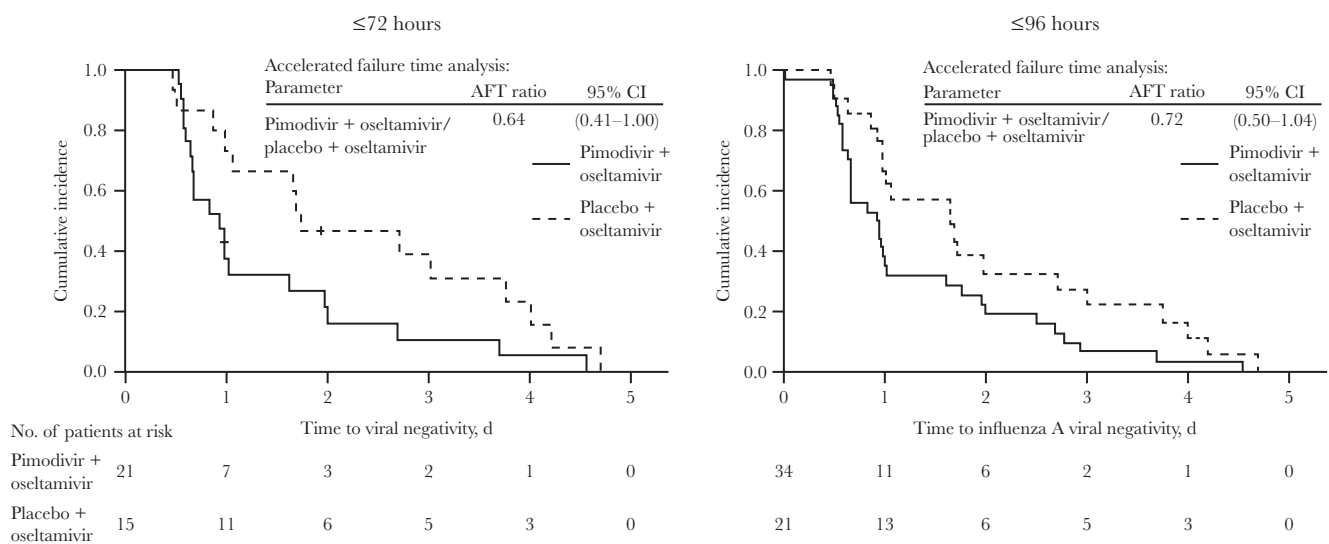 ≤72 hours
Accelerated failure time analysis:
Parameter AFT ratio 95% CI
Pimodivir + oseltamivir/
placebo + oseltamivir
0.64 (0.41–1.00)
Pimodivir +
oseltamivir
Placebo +
oseltamivir
Cumulative incidence
1.0
0.8
0.6
0.4
0.2
0.0
0 1 2 3 4 5
Time to viral negativity, d
≤96 hours
Accelerated failure time analysis:
Parameter AFT ratio 95% CI
Pimodivir + oseltamivir/
placebo + oseltamivir
0.72 (0.50–1.04)
Pimodivir +
oseltamivir
Placebo +
oseltamivir
Cumulative incidence
1.0
0.8
0.6
0.4
0.2
0.0
0 1 2 3 4 5
Time to influenza A viral negativity, d
No. of patients at risk
Pimodivir +
oseltamivir
21 7 3 2 1 0
34 11 6 2 1 0
Placebo +
oseltamivir
15 11 6 5 3 0
21 13 6 5 3 0